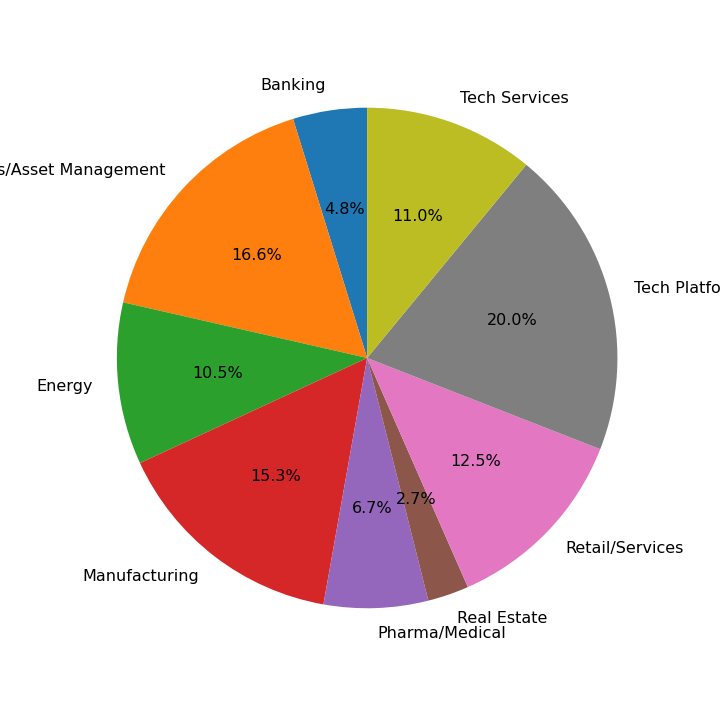 Banking
Tech Services
s/Asset Management
4.8%
11.0%
16.6%
Tech Platfo
20.0%
10.5%
Energy
12.5%
15.3%
2.7%
6.7%
Retail/Services
Manufacturing
Real Estate
Pharma/Medical